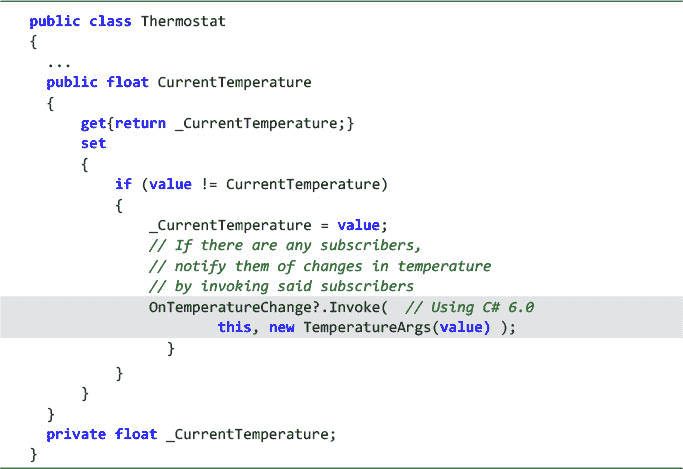 public class Thermostat
{
  ...
  public float CurrentTemperature
  {
      get{return _CurrentTemperature;}
      set
      {
          if (value != CurrentTemperature)
          {
              _CurrentTemperature = value;
              // If there are any subscribers,
              // notify them of changes in temperature
              // by invoking said subscribers
              OnTemperatureChange?.Invoke(  // Using C# 6.0
                      this, new TemperatureArgs(value) );
                }
          }
      }
  }
  private float _CurrentTemperature;
}